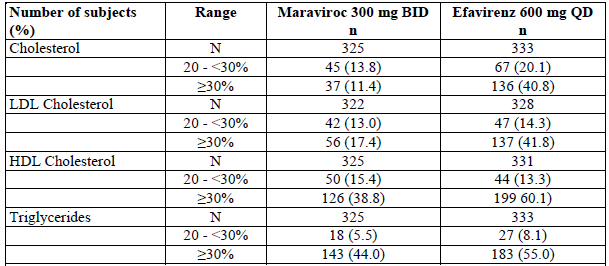 Number of subjects (%) Range Maraviroc 300 mg BID n Efavirenz 600 mg QD n
Cholesterol N 325 333
20 - <30% 45 (13.8) 67 (20.1)
≥30% 37 (11.4) 136 (40.8)
LDL Cholesterol N 322 328
20 - <30% 42 (13.0) 47 (14.3)
≥30% 56 (17.4) 137 (41.8)
HDL Cholesterol N 325 331
20 - <30% 50 (15.4) 44 (13.3)
≥30% 126 (38.8) 199 60.1)
Triglycerides N 325 333
20 - <30% 18 (5.5) 27 (8.1)
≥30% 143 (44.0) 183 (55.0)